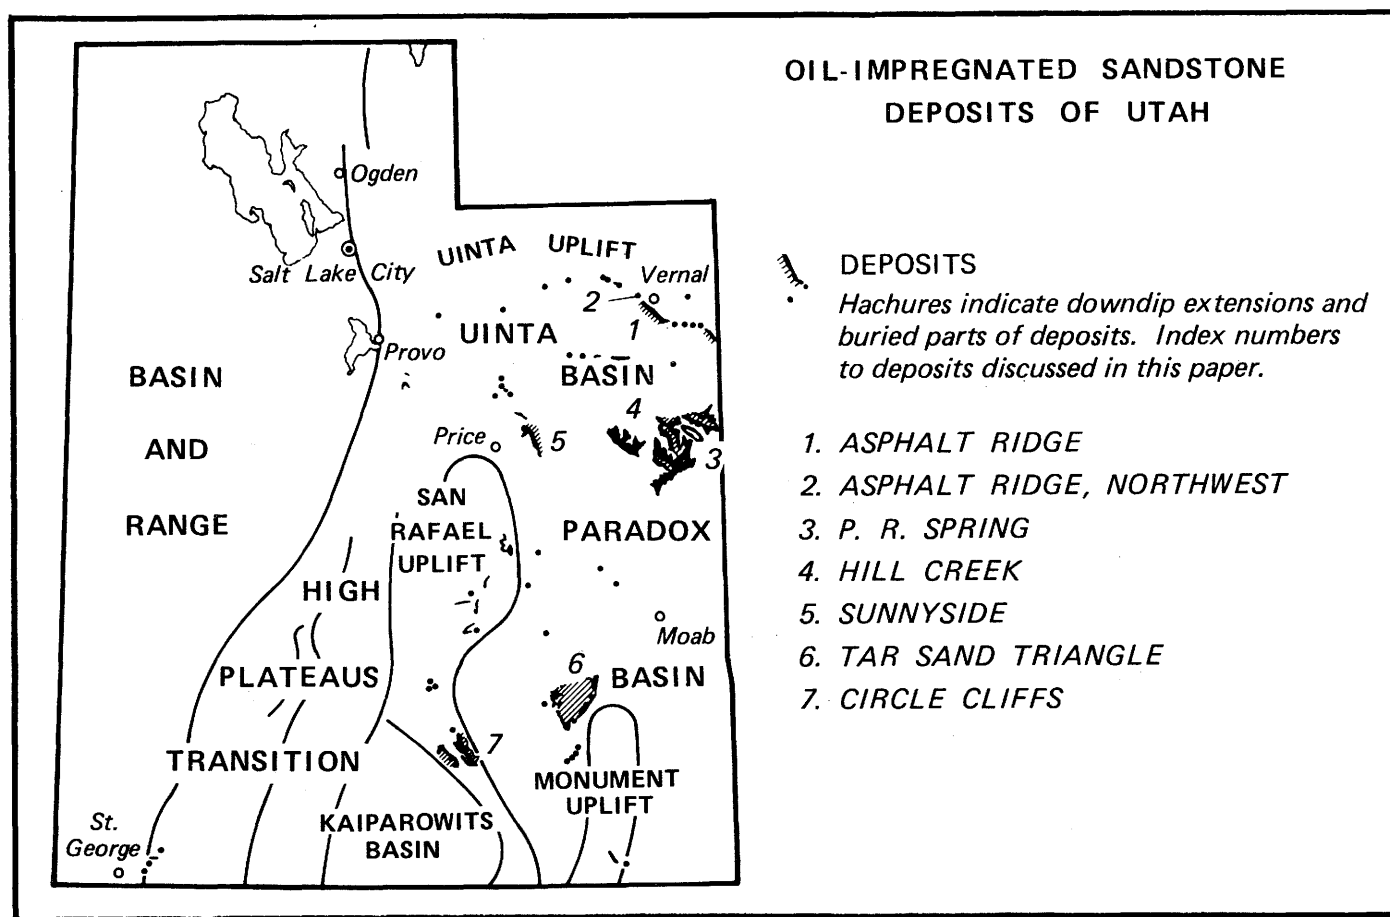 OIL-IMPREGNATED SANDSTONE
DEPOSITS OF UTAH
Ogden
Salt Lake City
UINTA UPLIFT
Vernal
2
1
UINTA
BASIN
Provo
4
3
5
Price
BASIN
AND
RANGE
SAN
RAFAEL
UPLIFT
PARADOX
BASIN
HIGH
PLATEAUS
TRANSITION
Moab
6
7
MONUMENT
UPLIFT
KAIPAROWITS
BASIN
St.
George
DEPOSITS
Hachures indicate downdip extensions and
buried parts of deposits. Index numbers
to deposits discussed in this paper.
1. ASPHALT RIDGE
2. ASPHALT RIDGE, NORTHWEST
3. P. R. SPRING
4. HILL CREEK
5. SUNNYSIDE
6. TAR SAND TRIANGLE
7. CIRCLE CLIFFS